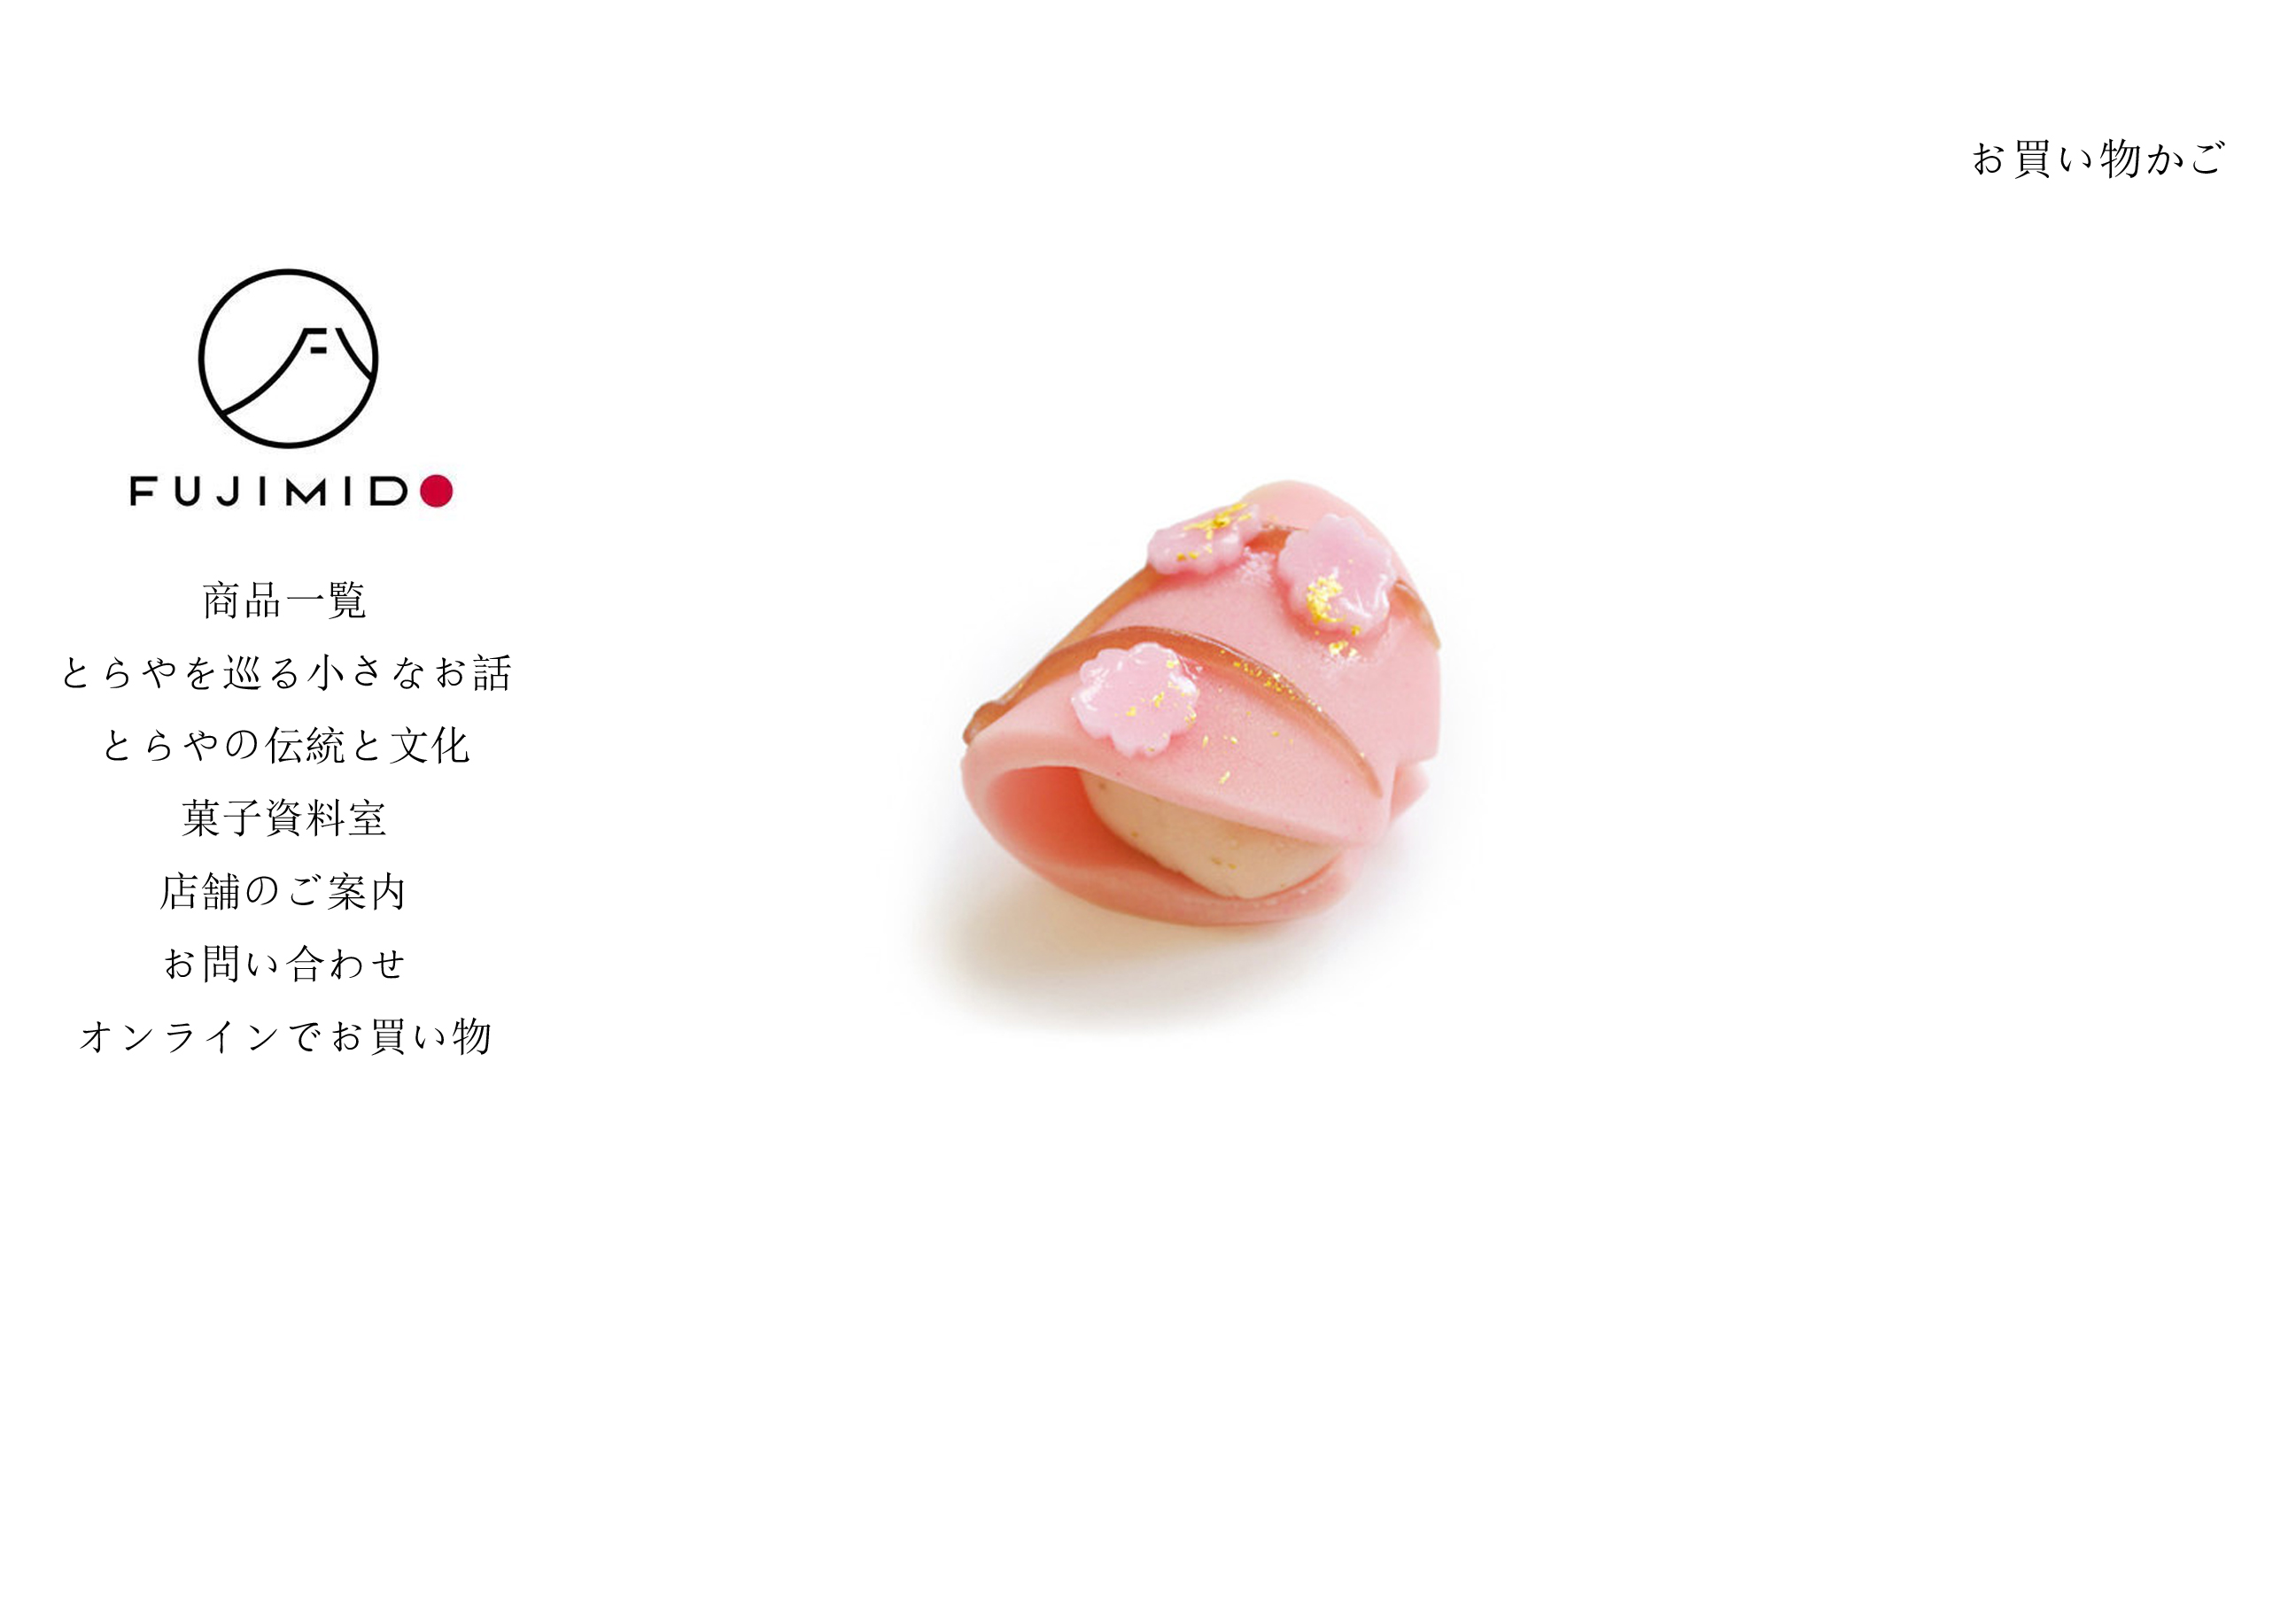 お買い物かご
FUJIMIDO
商品一覧
とらやを巡る小さなお話
とらやの伝統と文化
菓子資料室
店舗のご案内
お問い合わせ
オンラインでお買い物